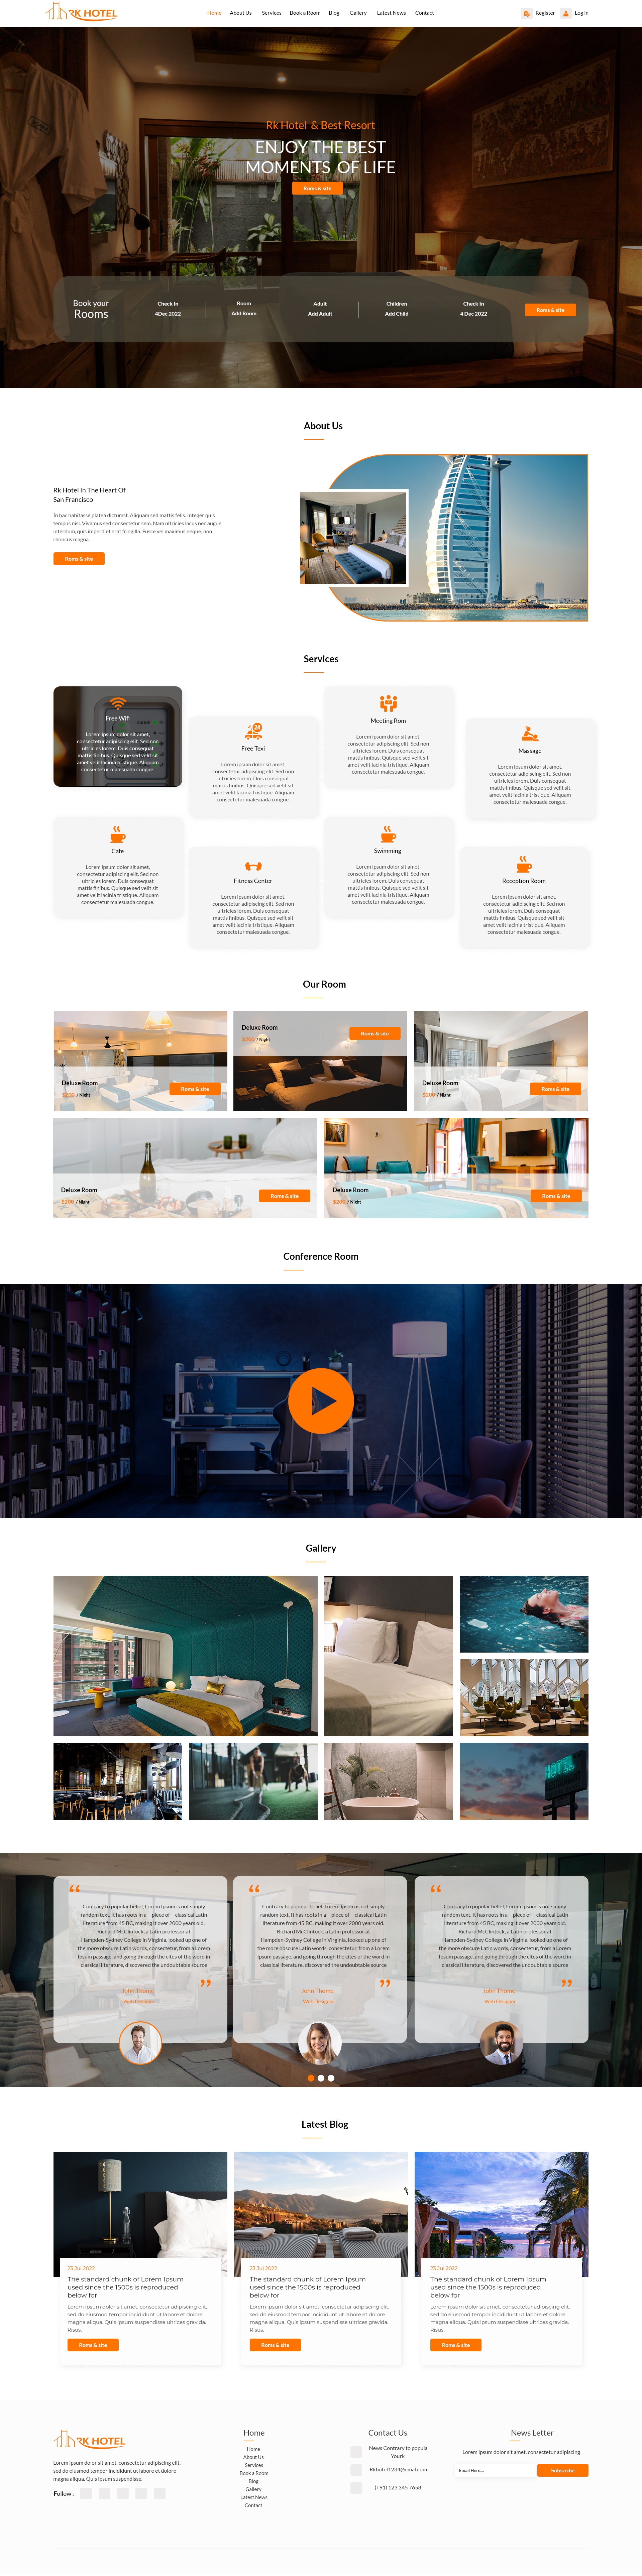 RK HOTEL
Home About Us Services Book a Room Blog Gallery Latest News Contact
Register Log in
Rk Hotel & Best Resort
ENJOY THE BEST
MOMENTS OF LIFE
Roms & site
Book your
Rooms
Check In
4Dec 2022
Room
Add Room
Adult
Add Adult
Children
Add Child
Check In
4 Dec 2022
Roms & site
About Us
Rk Hotel In The Heart Of
San Francisco
In hac habitasse platea dictumst. Aliquam sed mattis felis. Integer quis
tempus nisi. Vivamus sed consectetur sem. Nam ultricies lacus nec augue
interdum, quis imperdiet erat fringilla. Fusce vel maximus neque, non
rhoncus magna.
Roms & site
Services
Free Wifi
Lorem ipsum dolor sit amet,
consectetur adipiscing elit. Sed non
ultricies lorem. Duis consequat
mattis finibus. Quisque sed velit sit
amet velit lacinia tristique. Aliquam
consectetur malesuada congue.
Free Texi
Lorem ipsum dolor sit amet,
consectetur adipiscing elit. Sed non
ultricies lorem. Duis consequat
mattis finibus. Quisque sed velit sit
amet velit lacinia tristique. Aliquam
consectetur malesuada congue.
Meeting Rom
Lorem ipsum dolor sit amet,
consectetur adipiscing elit. Sed non
ultricies lorem. Duis consequat
mattis finibus. Quisque sed velit sit
amet velit lacinia tristique. Aliquam
consectetur malesuada congue.
Massage
Lorem ipsum dolor sit amet,
consectetur adipiscing elit. Sed non
ultricies lorem. Duis consequat
mattis finibus. Quisque sed velit sit
amet velit lacinia tristique. Aliquam
consectetur malesuada congue.
Cafe
Lorem ipsum dolor sit amet,
consectetur adipiscing elit. Sed non
ultricies lorem. Duis consequat
mattis finibus. Quisque sed velit sit
amet velit lacinia tristique. Aliquam
consectetur malesuada congue.
Fitness Center
Lorem ipsum dolor sit amet,
consectetur adipiscing elit. Sed non
ultricies lorem. Duis consequat
mattis finibus. Quisque sed velit sit
amet velit lacinia tristique. Aliquam
consectetur malesuada congue.
Swimming
Lorem ipsum dolor sit amet,
consectetur adipiscing elit. Sed non
ultricies lorem. Duis consequat
mattis finibus. Quisque sed velit sit
amet velit lacinia tristique. Aliquam
consectetur malesuada congue.
Reception Room
Lorem ipsum dolor sit amet,
consectetur adipiscing elit. Sed non
ultricies lorem. Duis consequat
mattis finibus. Quisque sed velit sit
amet velit lacinia tristique. Aliquam
consectetur malesuada congue.
Our Room
Deluxe Room
$200 / Night
Roms & site
Deluxe Room
$200 / Night
Roms & site
Deluxe Room
$200 / Night
Roms & site
Deluxe Room
$200 / Night
Roms & site
Deluxe Room
$200 / Night
Roms & site
Conference Room
Gallery
HOTEL
“
Contrary to popular belief, Lorem Ipsum is not simply
random text. It has roots in a piece of classical Latin
literature from 45 BC, making it over 2000 years old.
Richard McClintock, a Latin professor at
Hampden-Sydney College in Virginia, looked up one of
the more obscure Latin words, consectetur, from a Lorem
Ipsum passage, and going through the cites of the word in
classical literature, discovered the undoubtable source
”
John Thome
Web Designer
“
Contrary to popular belief, Lorem Ipsum is not simply
random text. It has roots in a piece of classical Latin
literature from 45 BC, making it over 2000 years old.
Richard McClintock, a Latin professor at
Hampden-Sydney College in Virginia, looked up one of
the more obscure Latin words, consectetur, from a Lorem
Ipsum passage, and going through the cites of the word in
classical literature, discovered the undoubtable source
”
John Thome
Web Designer
“
Contrary to popular belief, Lorem Ipsum is not simply
random text. It has roots in a piece of classical Latin
literature from 45 BC, making it over 2000 years old.
Richard McClintock, a Latin professor at
Hampden-Sydney College in Virginia, looked up one of
the more obscure Latin words, consectetur, from a Lorem
Ipsum passage, and going through the cites of the word in
classical literature, discovered the undoubtable source
”
John Thome
Web Designer
Latest Blog
23 Jul 2022
The standard chunk of Lorem Ipsum
used since the 1500s is reproduced
below for
Lorem ipsum dolor sit amet, consectetur adipiscing elit,
sed do eiusmod tempor incididunt ut labore et dolore
magna aliqua. Quis ipsum suspendisse ultrices gravida.
Risus.
Roms & site
23 Jul 2022
The standard chunk of Lorem Ipsum
used since the 1500s is reproduced
below for
Lorem ipsum dolor sit amet, consectetur adipiscing elit,
sed do eiusmod tempor incididunt ut labore et dolore
magna aliqua. Quis ipsum suspendisse ultrices gravida.
Risus.
Roms & site
23 Jul 2022
The standard chunk of Lorem Ipsum
used since the 1500s is reproduced
below for
Lorem ipsum dolor sit amet, consectetur adipiscing elit,
sed do eiusmod tempor incididunt ut labore et dolore
magna aliqua. Quis ipsum suspendisse ultrices gravida.
Risus.
Roms & site
RK HOTEL
Lorem ipsum dolor sit amet, consectetur adipiscing elit,
sed do eiusmod tempor incididunt ut labore et dolore
magna aliqua. Quis ipsum suspendisse.
Follow :
Home
Home
About Us
Services
Book a Room
Blog
Gallery
Latest News
Contact
Contact Us
News Contrary to popula
Yourk
Rkhotel1234@emai.com
(+91) 123 345 7658
News Letter
Lorem ipsum dolor sit amet, consectetur adipiscing
Email Here....
Subscribe